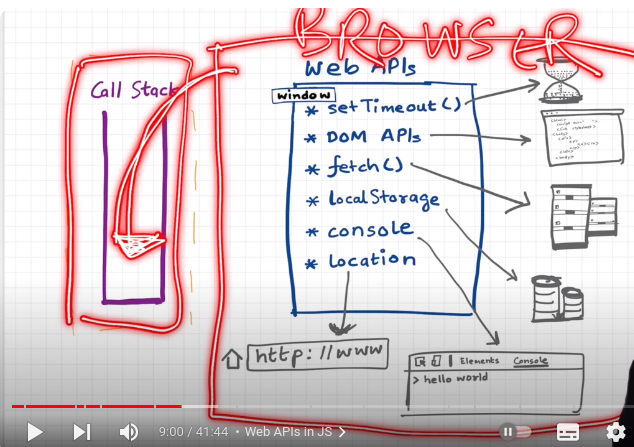 BROWSER
Web APIs
Call Stack
window
* setTimeout()
* DOM APIs
* fetch()
* localStorage
* console
* location
http://www
Elements Console
> hello world
9:00 / 41:44 • Web APIs in JS >